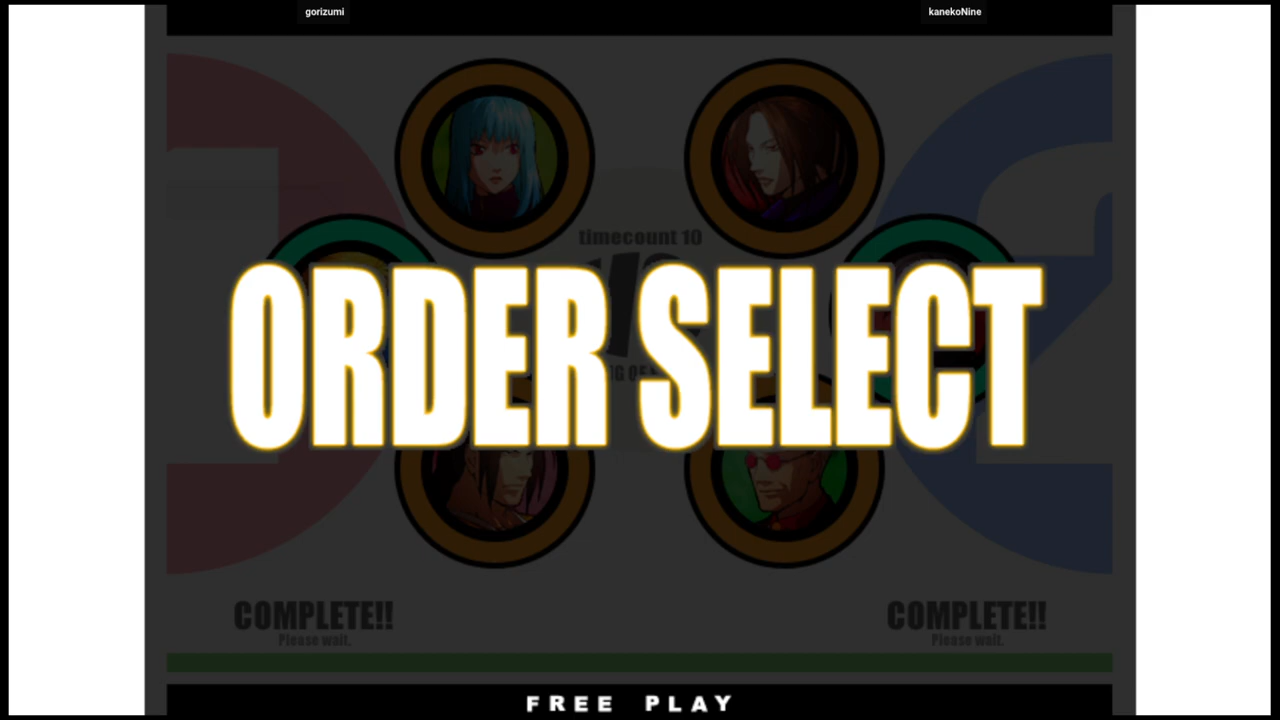 gorizumi
kanekoNine
timecount 10
ORDER SELECT
COMPLETE!!
Please wait.
COMPLETE!!
Please wait.
FREE PLAY